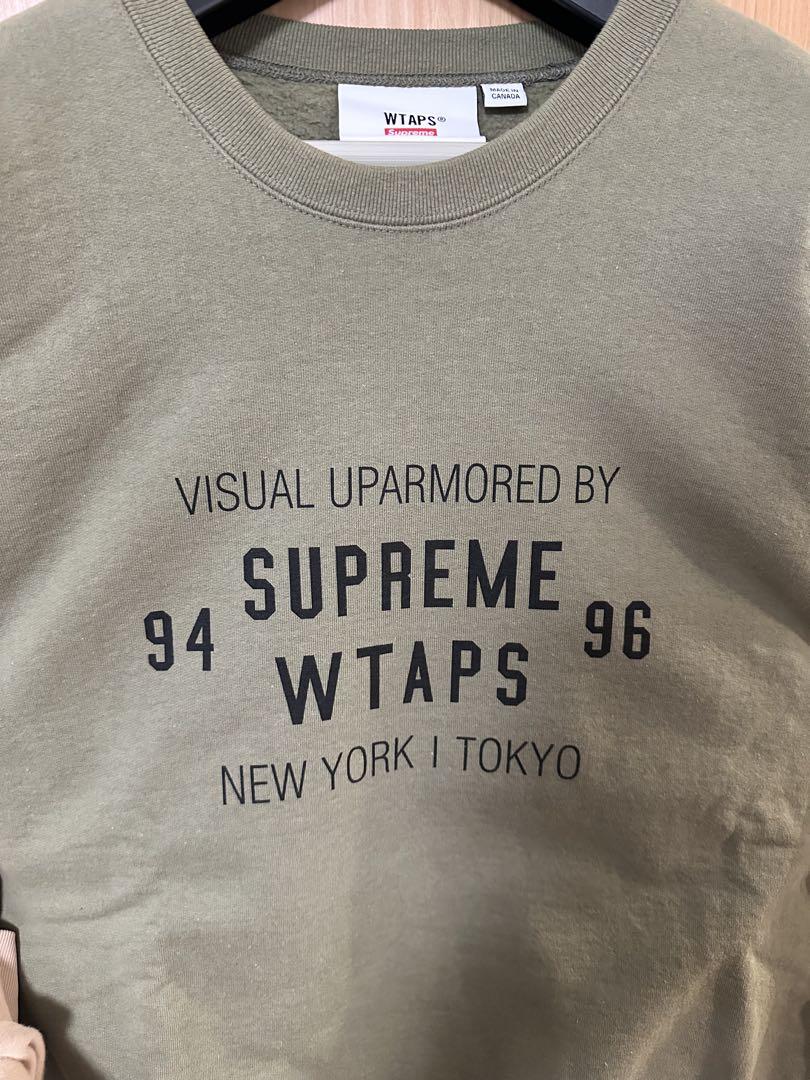 WTAPS®
Supreme
MADE IN
CANADA
VISUAL UPARMORED BY
SUPREME
94 96
WTAPS
NEW YORK | TOKYO